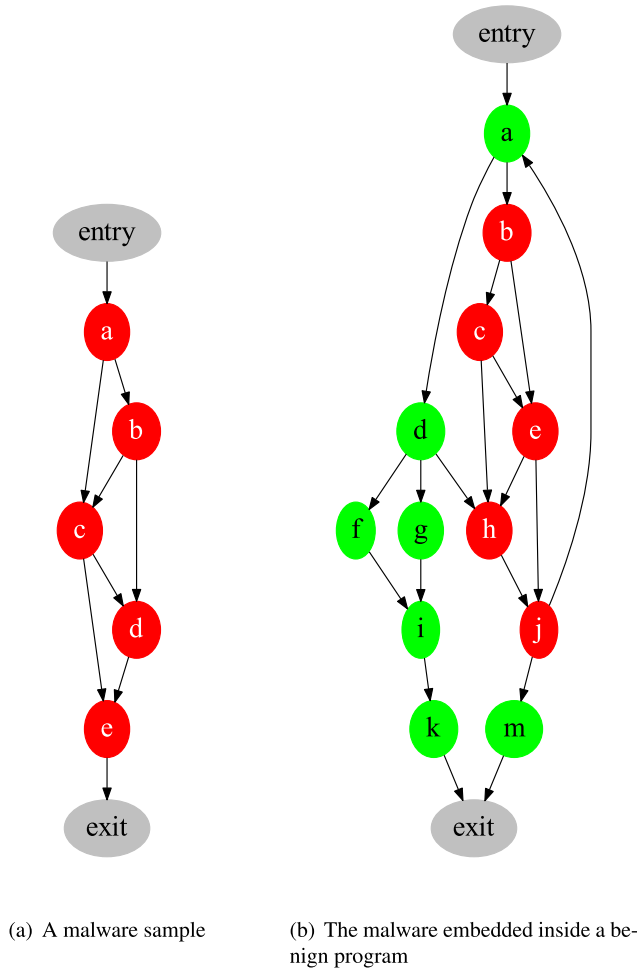 entry
a
b
c
d
e
exit
entry
a
b
c
d
e
f
g
h
i
j
k
m
exit
(a) A malware sample
(b) The malware embedded inside a be-
nign program